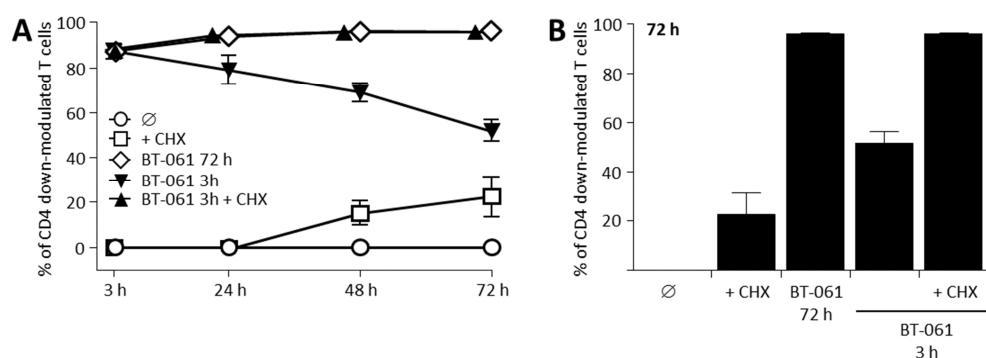 A
% of CD4 down-modulated T cells
100
80
60
40
20
0
∅
+ CHX
BT-061 72 h
BT-061 3h
BT-061 3h + CHX
3 h
24 h
48 h
72 h
B
% of CD4 down-modulated T cells
72 h
100
80
60
40
20
∅
+ CHX
BT-061
72 h
+ CHX
BT-061
3 h